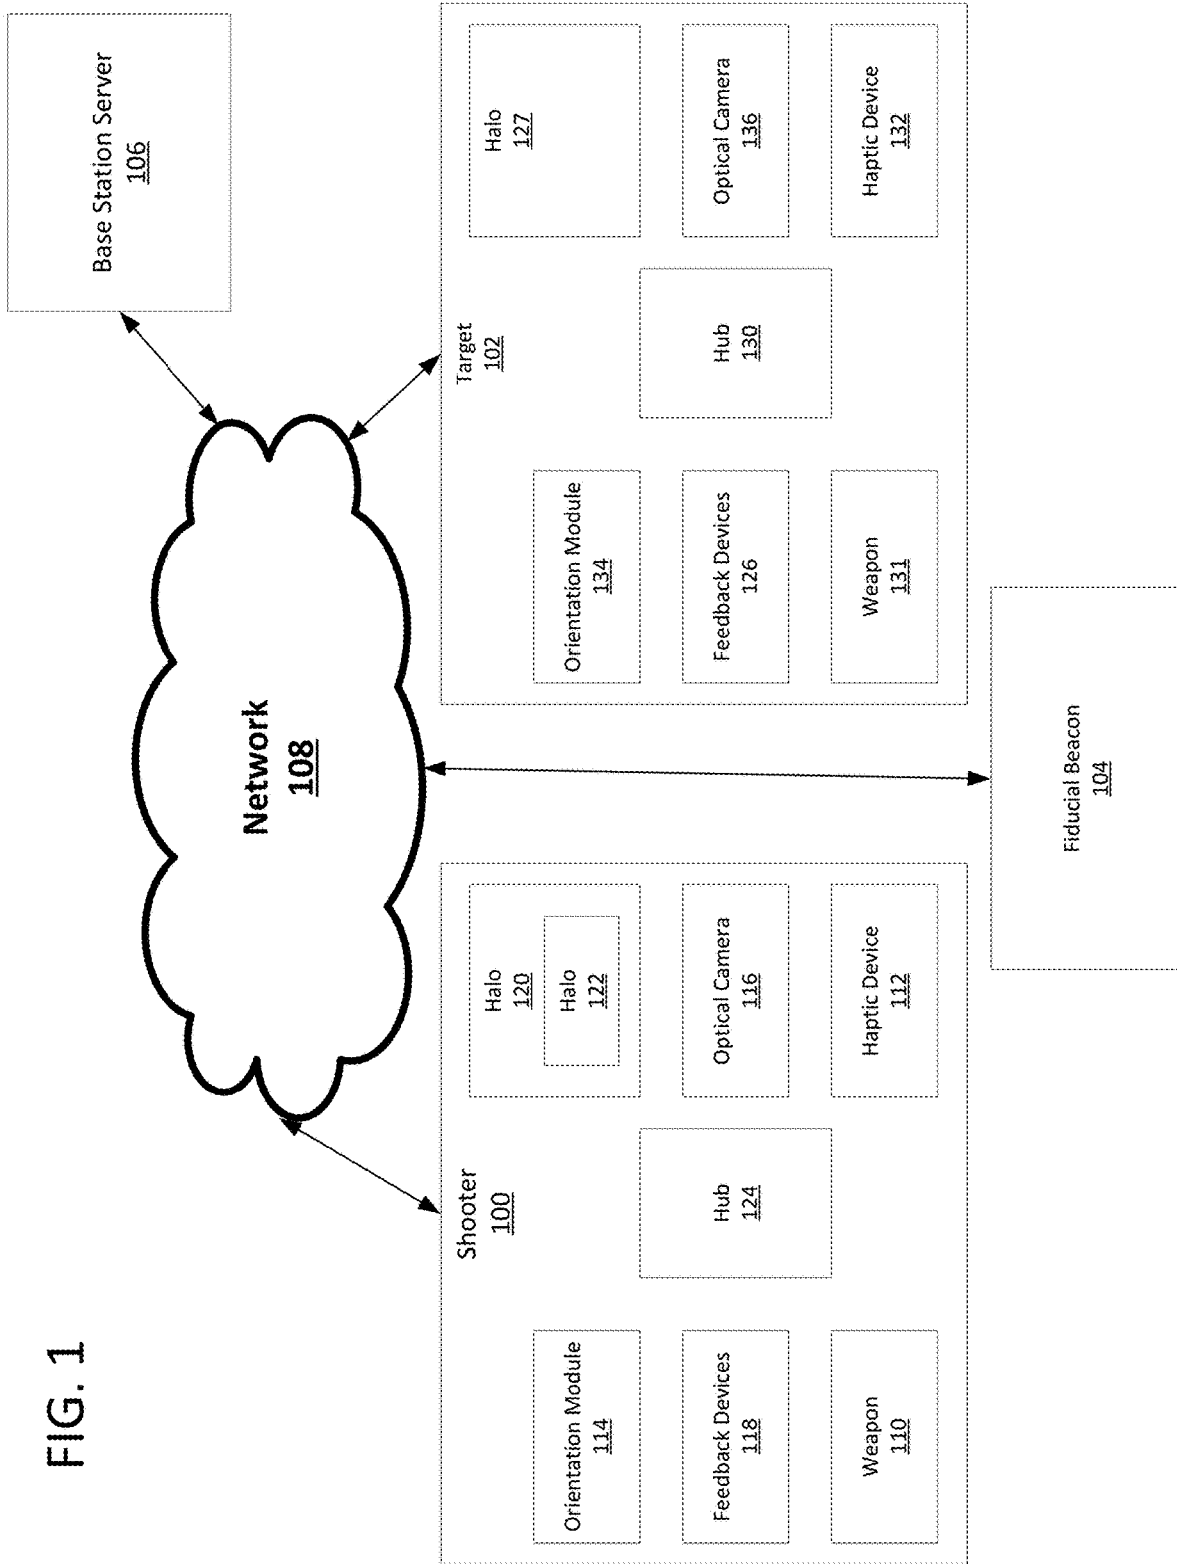 FIG. 1
Base Station Server
106
Network
108
Shooter
100
Orientation Module
114
Feedback Devices
118
Weapon
110
Hub
124
Halo
120
Halo
122
Optical Camera
116
Haptic Device
112
Target
102
Orientation Module
134
Feedback Devices
126
Weapon
131
Hub
130
Halo
127
Optical Camera
136
Haptic Device
132
Fiducial Beacon
104